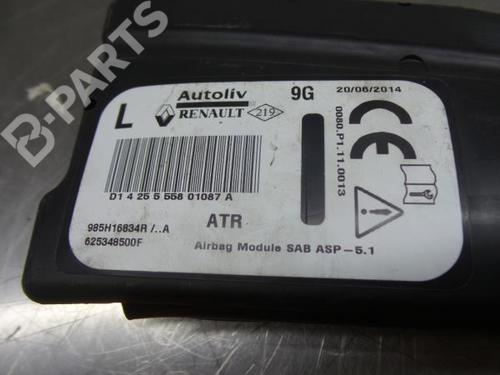 B-PARTS
L
Autoliv
RENAULT
219
9G
20/06/2014
0080.P1.11.0013
CE
D1 4 25 5 558 01087 A
985H16834R /..A
625348500F
ATR
Airbag Module SAB ASP-5.1